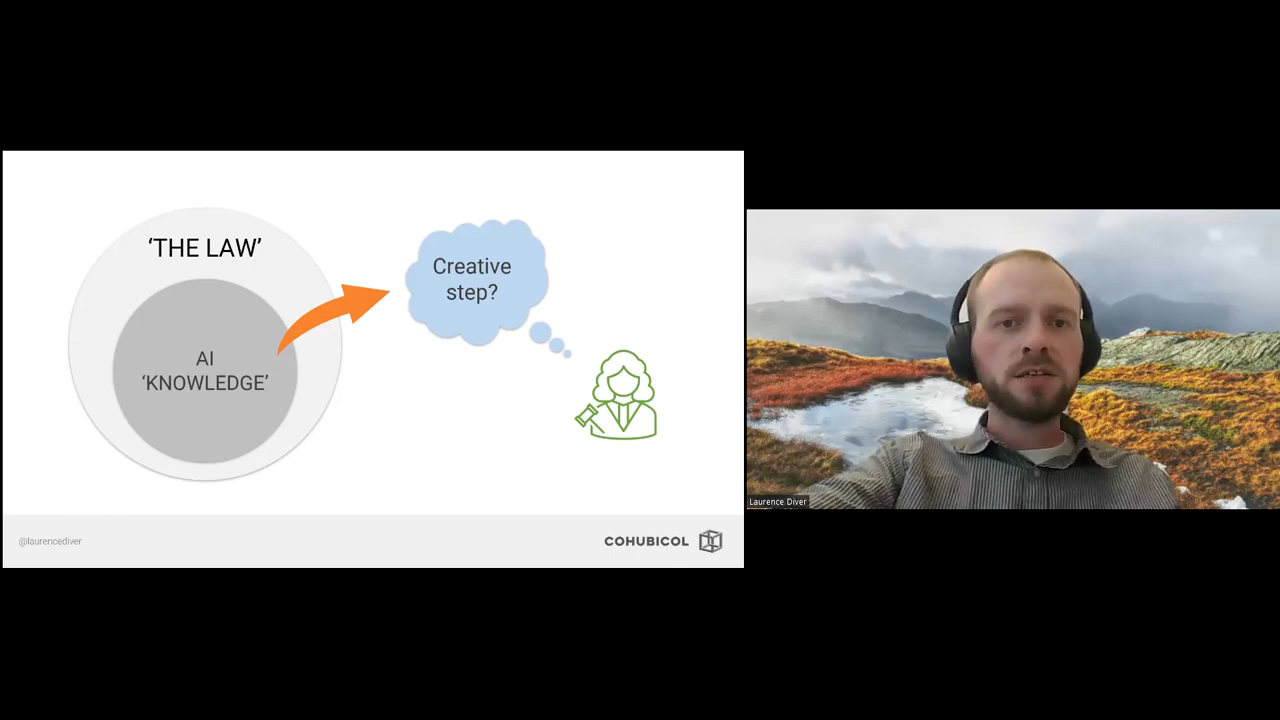 ‘THE LAW’
AI
‘KNOWLEDGE’
Creative
step?
@laurencediver
COHUBICOL
Laurence Diver